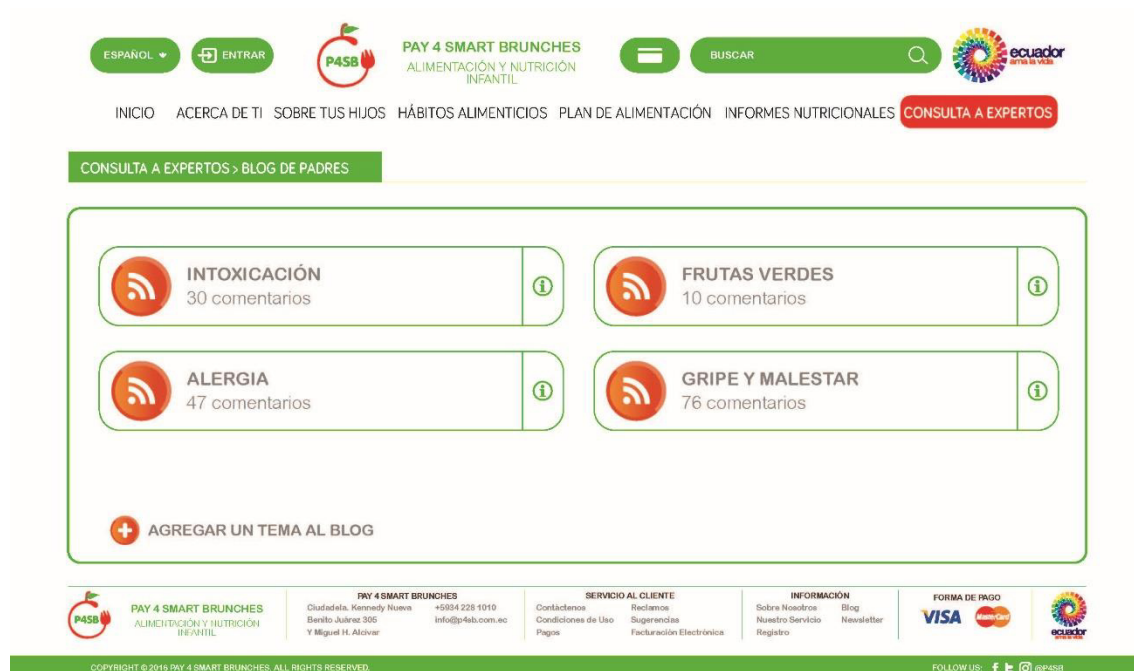 ESPAÑOL
ENTRAR
P4SB
PAY 4 SMART BRUNCHES
ALIMENTACIÓN Y NUTRICIÓN
INFANTIL
BUSCAR
ecuador
ama la vida
INICIO ACERCA DE TI SOBRE TUS HIJOS HÁBITOS ALIMENTICIOS PLAN DE ALIMENTACIÓN INFORMES NUTRICIONALES CONSULTA A EXPERTOS
CONSULTA A EXPERTOS > BLOG DE PADRES
INTOXICACIÓN
30 comentarios
FRUTAS VERDES
10 comentarios
ALERGIA
47 comentarios
GRIPE Y MALESTAR
76 comentarios
AGREGAR UN TEMA AL BLOG
P4SB
PAY 4 SMART BRUNCHES
ALIMENTACIÓN Y NUTRICIÓN
INFANTIL
PAY 4 SMART BRUNCHES
Ciudadela. Kennedy Nueva +5934 228 1010
Benito Juárez 305 info@p4sb.com.ec
Y Miguel H. Alcivar
SERVICIO AL CLIENTE
Contáctenos Reclamos
Condiciones de Uso Sugerencias
Pagos Facturación Electrónica
INFORMACIÓN
Sobre Nosotros Blog
Nuestro Servicio Newsletter
Registro
FORMA DE PAGO
VISA MasterCard
ecuador
COPYRIGHT © 2016 PAY 4 SMART BRUNCHES. ALL RIGHTS RESERVED.
FOLLOW US: @P4SB